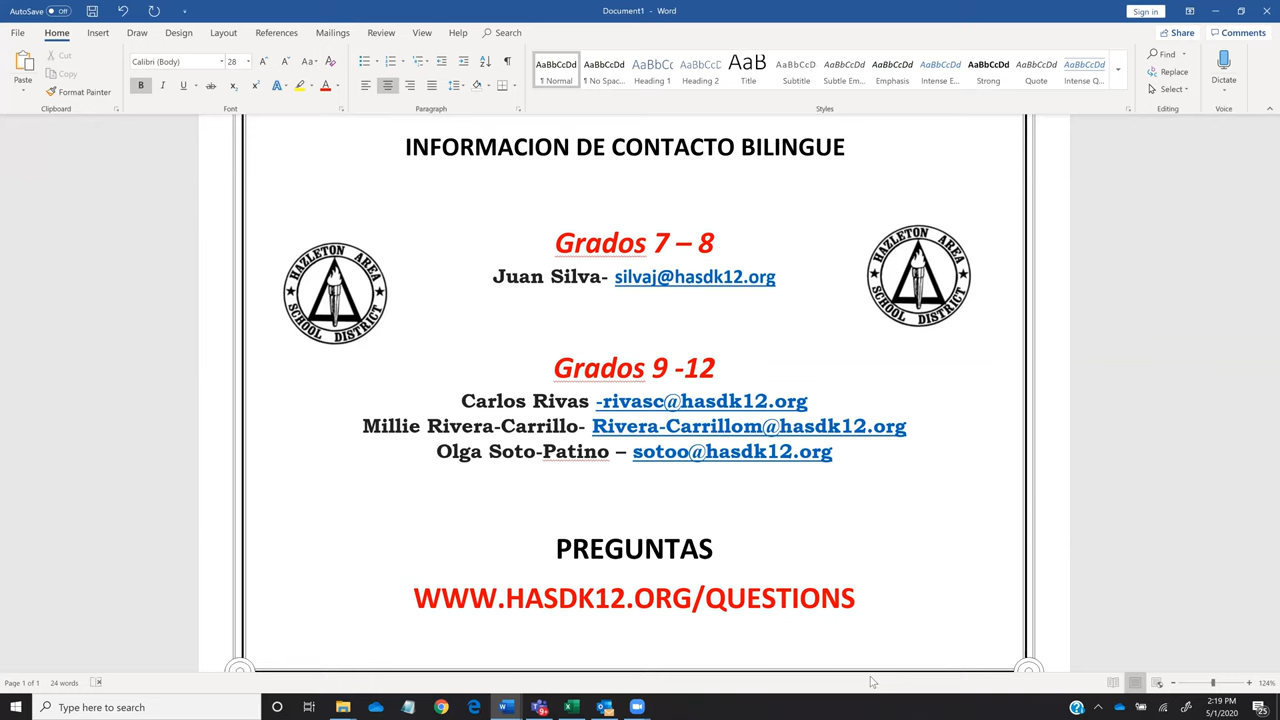 AutoSave Off
Document1 - Word
Sign in
File Home Insert Draw Design Layout References Mailings Review View Help Search
Share Comments
Paste
Cut
Copy
Format Painter
Clipboard
Calibri (Body) 28
Font
Paragraph
AaBbCcDd ¶ Normal
AaBbCcDd ¶ No Spac...
AaBbCc Heading 1
AaBbCcC Heading 2
AaB Title
AaBbCcD Subtitle
AaBbCcDd Subtle Em...
AaBbCcDd Emphasis
AaBbCcDd Intense E...
AaBbCcDd Strong
AaBbCcDd Quote
AaBbCcDd Intense Q...
Styles
Find
Replace
Select
Editing
Dictate
Voice
INFORMACION DE CONTACTO BILINGUE
HAZLETON AREA SCHOOL DISTRICT
HAZLETON AREA SCHOOL DISTRICT
Grados 7 – 8
Juan Silva- silvaj@hasdk12.org
Grados 9 -12
Carlos Rivas -rivasc@hasdk12.org
Millie Rivera-Carrillo- Rivera-Carrillom@hasdk12.org
Olga Soto-Patino – sotoo@hasdk12.org
PREGUNTAS
WWW.HASDK12.ORG/QUESTIONS
Page 1 of 1 24 words
124%
Type here to search
2:19 PM
5/1/2020